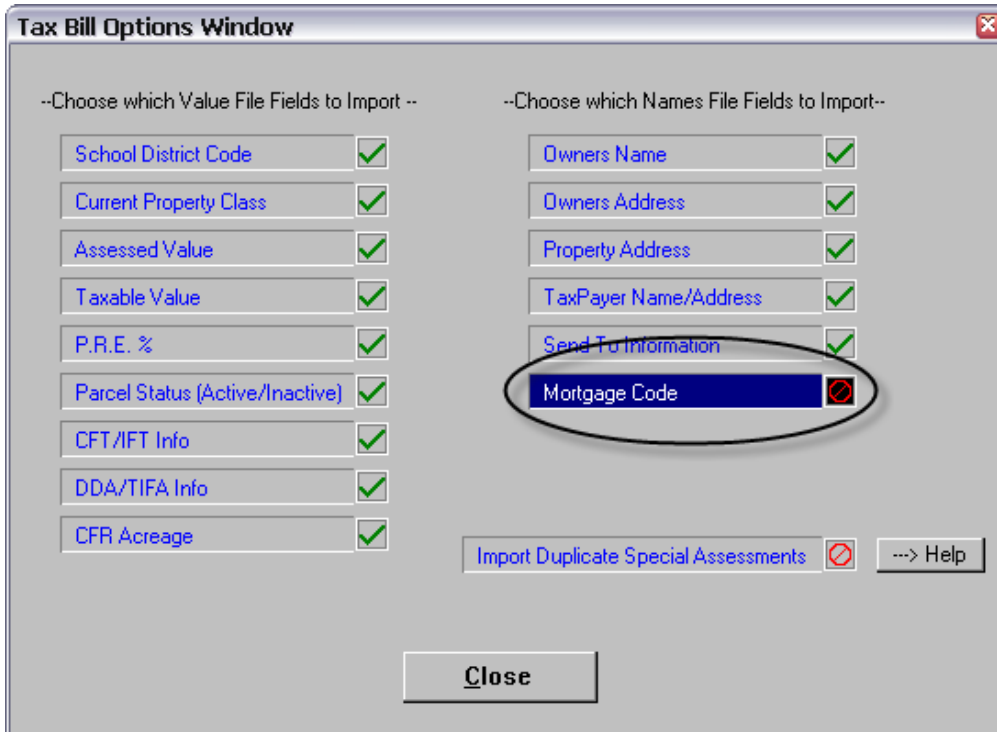 Tax Bill Options Window
--Choose which Value File Fields to Import --
School District Code
Current Property Class
Assessed Value
Taxable Value
P.R.E. %
Parcel Status (Active/Inactive)
CFT/IFT Info
DDA/TIFA Info
CFR Acreage
--Choose which Names File Fields to Import--
Owners Name
Owners Address
Property Address
TaxPayer Name/Address
Send To Information
Mortgage Code
Import Duplicate Special Assessments
---> Help
Close